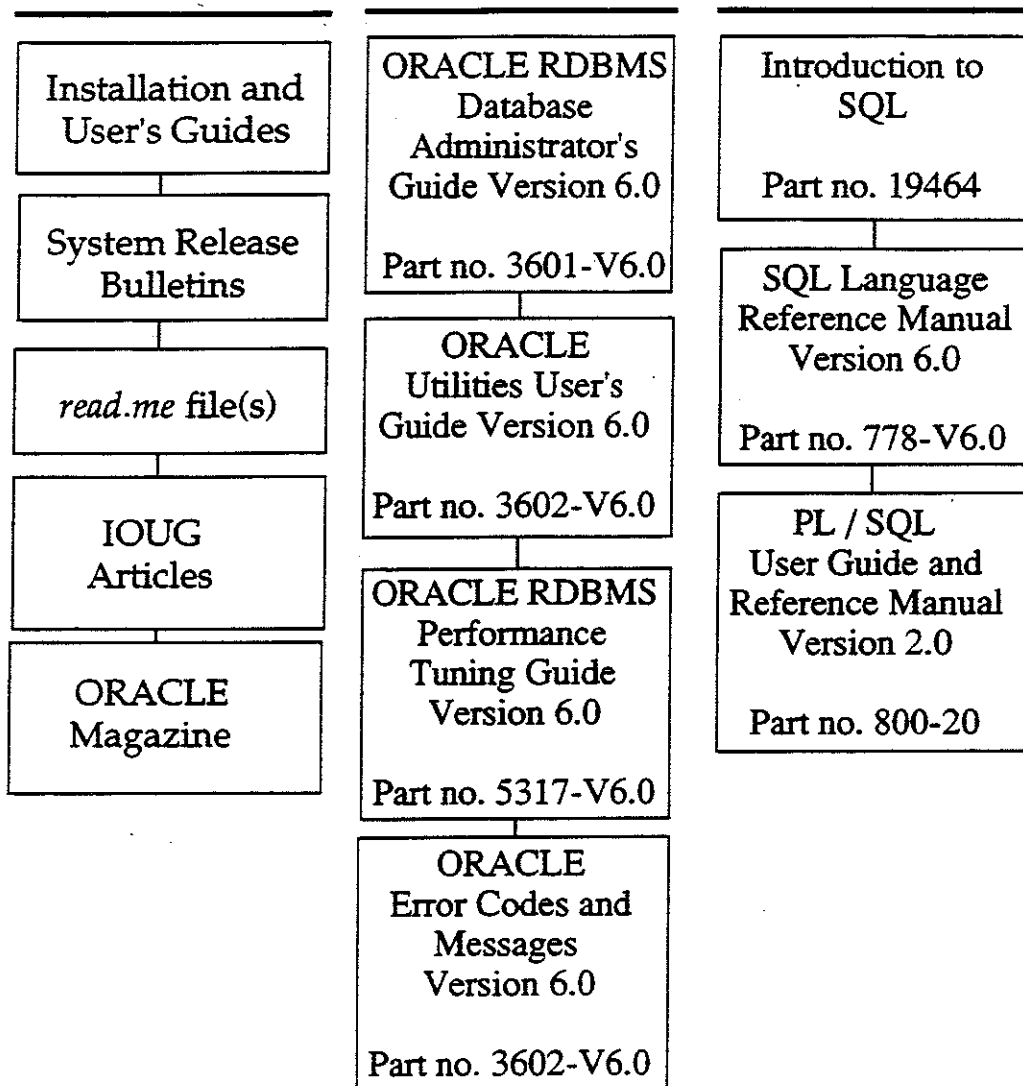 Installation and
User's Guides
System Release
Bulletins
read.me file(s)
IOUG
Articles
ORACLE
Magazine
ORACLE RDBMS
Database
Administrator's
Guide Version 6.0
Part no. 3601-V6.0
ORACLE
Utilities User's
Guide Version 6.0
Part no. 3602-V6.0
ORACLE RDBMS
Performance
Tuning Guide
Version 6.0
Part no. 5317-V6.0
ORACLE
Error Codes and
Messages
Version 6.0
Part no. 3602-V6.0
Introduction to
SQL
Part no. 19464
SQL Language
Reference Manual
Version 6.0
Part no. 778-V6.0
PL / SQL
User Guide and
Reference Manual
Version 2.0
Part no. 800-20